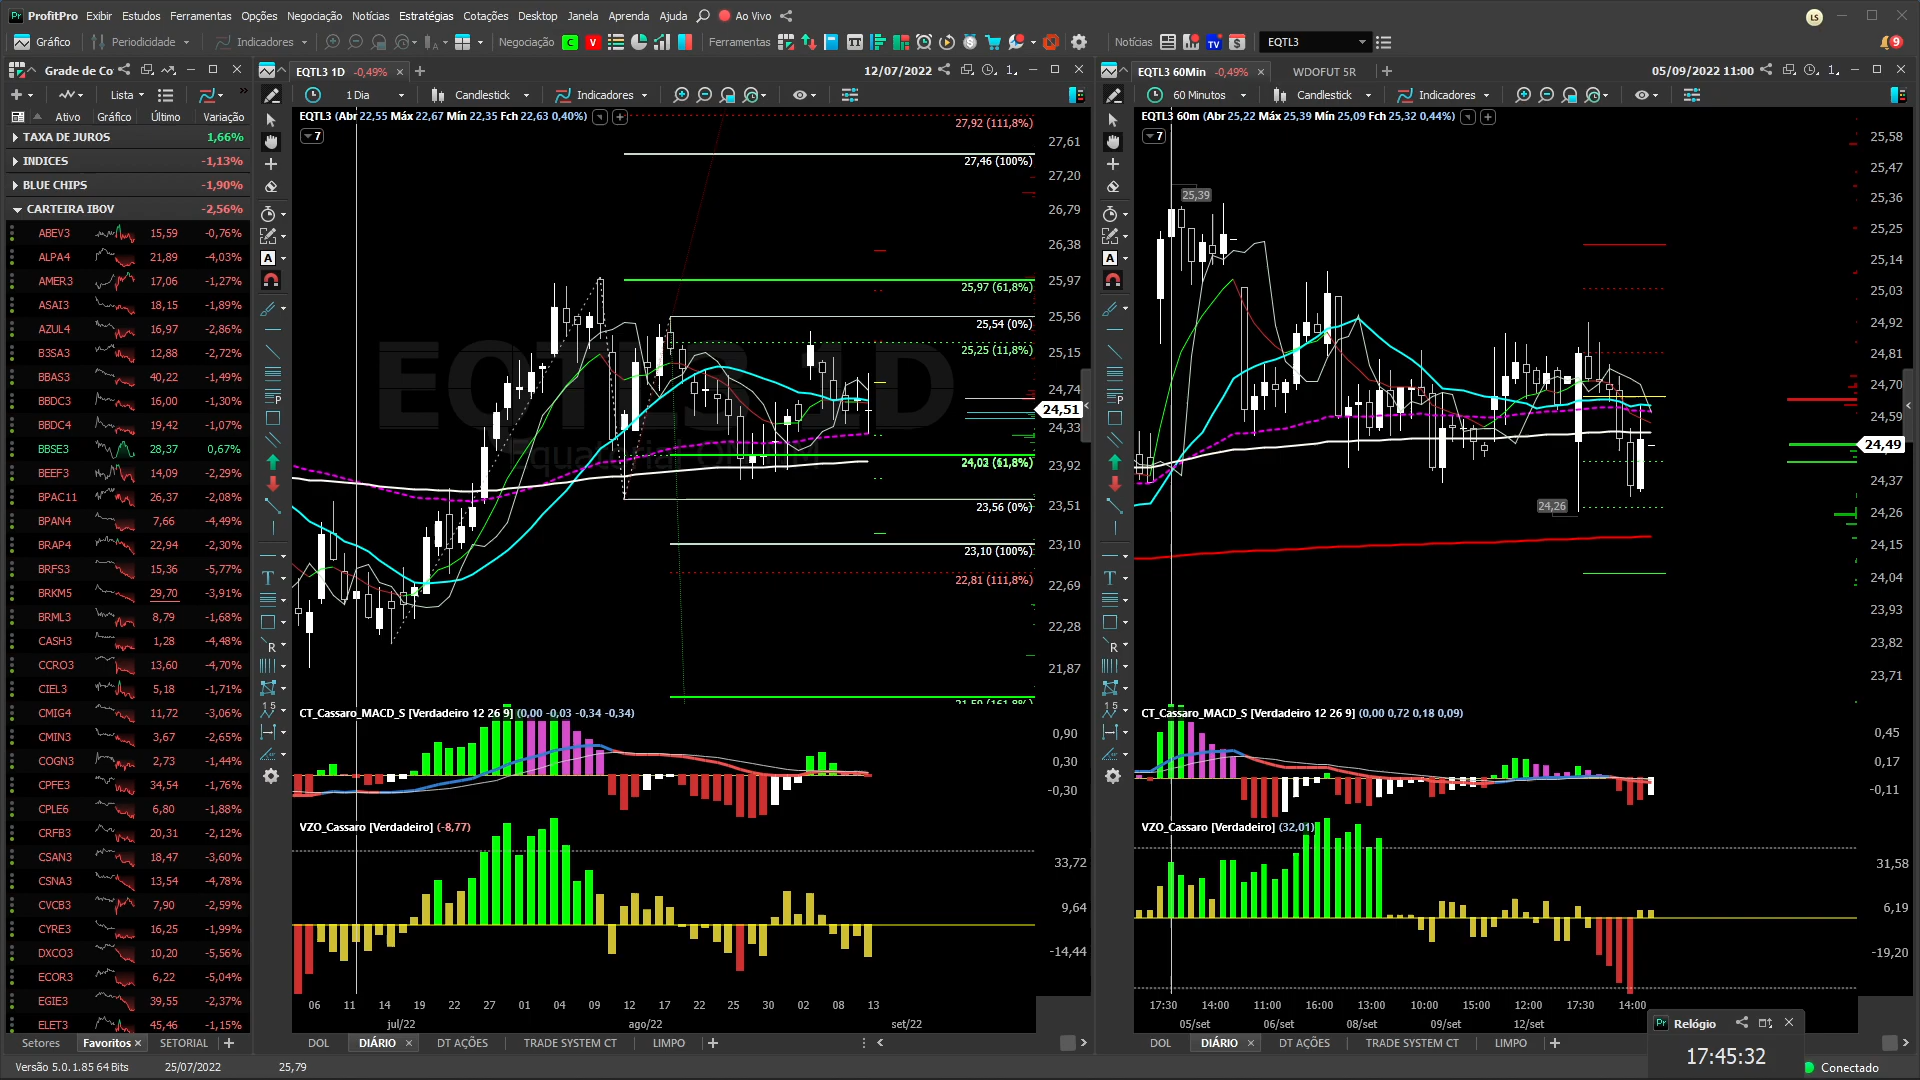 Pr ProfitPro Exibir Estudos Ferramentas Opções Negociação Notícias Estratégias Cotações Desktop Janela Aprenda Ajuda Ao Vivo LS
Gráfico Periodicidade Indicadores Negociação C V Ferramentas Notícias TV EQTL3 9
Grade de Co
Lista
Ativo Gráfico Último Variação
TAXA DE JUROS 1,66%
INDICES -1,13%
BLUE CHIPS -1,90%
CARTEIRA IBOV -2,56%
ABEV3 15,59 -0,76%
ALPA4 21,89 -4,03%
AMER3 17,06 -1,27%
ASAI3 18,15 -1,89%
AZUL4 16,97 -2,86%
B3SA3 12,88 -2,72%
BBAS3 40,22 -1,49%
BBDC3 16,00 -1,30%
BBDC4 19,42 -1,07%
BBSE3 28,37 0,67%
BEEF3 14,09 -2,29%
BPAC11 26,37 -2,08%
BPAN4 7,66 -4,49%
BRAP4 22,94 -2,30%
BRFS3 15,36 -5,77%
BRKM5 29,70 -3,91%
BRML3 8,79 -1,68%
CASH3 1,28 -4,48%
CCRO3 13,60 -4,70%
CIEL3 5,18 -1,71%
CMIG4 11,72 -3,06%
CMIN3 3,67 -2,65%
COGN3 2,73 -1,44%
CPFE3 34,54 -1,76%
CPLE6 6,80 -1,88%
CRFB3 20,31 -2,12%
CSAN3 18,47 -3,60%
CSNA3 13,54 -4,78%
CVCB3 7,90 -2,59%
CYRE3 16,25 -1,99%
DXCO3 10,20 -5,56%
ECOR3 6,22 -5,04%
EGIE3 39,55 -2,37%
ELET3 45,46 -1,15%
Setores Favoritos SETORIAL
EQTL3 1D -0,49% 12/07/2022
1 Dia Candlestick Indicadores
EQTL3 (Abr 22,55 Máx 22,67 Mín 22,35 Fch 22,63 0,40%)
7
EQTL3 1D
27,92 (111,8%)
27,46 (100%)
25,97 (61,8%)
25,54 (0%)
25,25 (11,8%)
24,02 (61,8%)
23,56 (0%)
23,10 (100%)
22,81 (111,8%)
27,61
27,20
26,79
26,38
25,97
25,56
25,15
24,74
24,51
24,33
23,92
23,51
23,10
22,69
22,28
21,87
CT_Cassaro_MACD_S [Verdadeiro 12 26 9] (0,00 -0,03 -0,34 -0,34)
0,90
0,30
-0,30
VZO_Cassaro [Verdadeiro] (-8,77)
33,72
9,64
-14,44
06 11 14 19 22 27 01 04 09 12 17 22 25 30 02 08 13
jul/22 ago/22 set/22
DOL DIÁRIO DT AÇÕES TRADE SYSTEM CT LIMPO
EQTL3 60Min -0,49% WDOFUT 5R 05/09/2022 11:00
60 Minutos Candlestick Indicadores
EQTL3 60m (Abr 25,22 Máx 25,39 Mín 25,09 Fch 25,32 0,44%)
7
25,39
24,26
25,58
25,47
25,36
25,25
25,14
25,03
24,92
24,81
24,70
24,59
24,49
24,37
24,26
24,15
24,04
23,93
23,82
23,71
CT_Cassaro_MACD_S [Verdadeiro 12 26 9] (0,00 0,72 0,18 0,09)
0,45
0,17
-0,11
VZO_Cassaro [Verdadeiro] (32,01)
31,58
6,19
-19,20
17:30 14:00 11:00 16:00 13:00 10:00 15:00 12:00 17:30 14:00
05/set 06/set 08/set 09/set 12/set
DOL DIÁRIO DT AÇÕES TRADE SYSTEM CT LIMPO
Pr Relógio
17:45:32
Versão 5.0.1.85 64 Bits 25/07/2022 25,79
Conectado